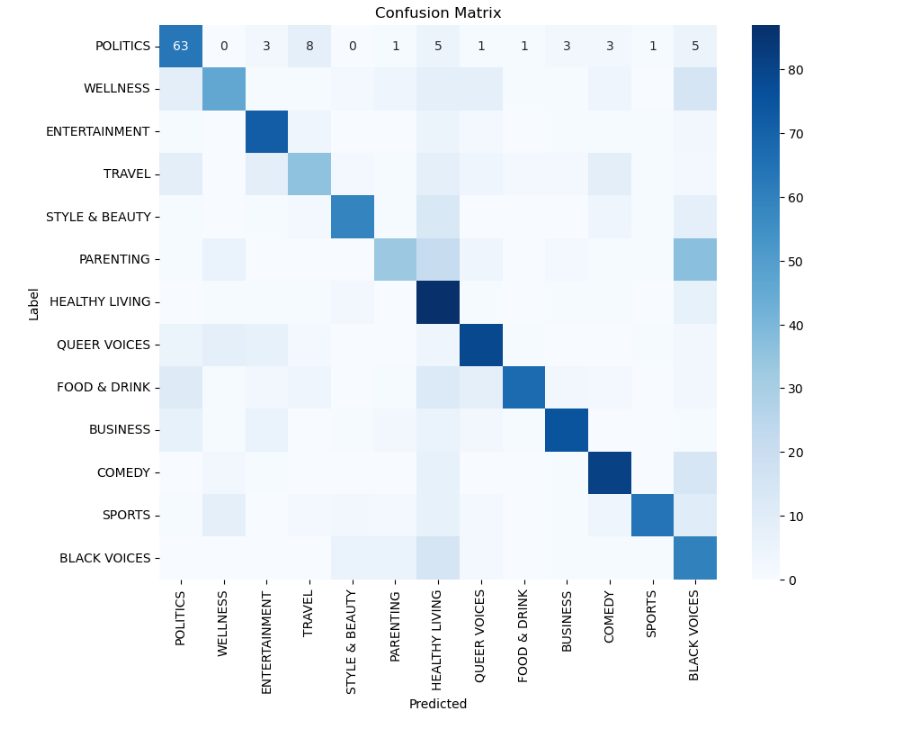 Confusion Matrix
POLITICS 63 0 3 8 0 1 5 1 1 3 3 1 5
WELLNESS
ENTERTAINMENT
TRAVEL
STYLE & BEAUTY
PARENTING
HEALTHY LIVING
QUEER VOICES
FOOD & DRINK
BUSINESS
COMEDY
SPORTS
BLACK VOICES
Label
POLITICS
WELLNESS
ENTERTAINMENT
TRAVEL
STYLE & BEAUTY
PARENTING
HEALTHY LIVING
QUEER VOICES
FOOD & DRINK
BUSINESS
COMEDY
SPORTS
BLACK VOICES
Predicted
80
70
60
50
40
30
20
10
0